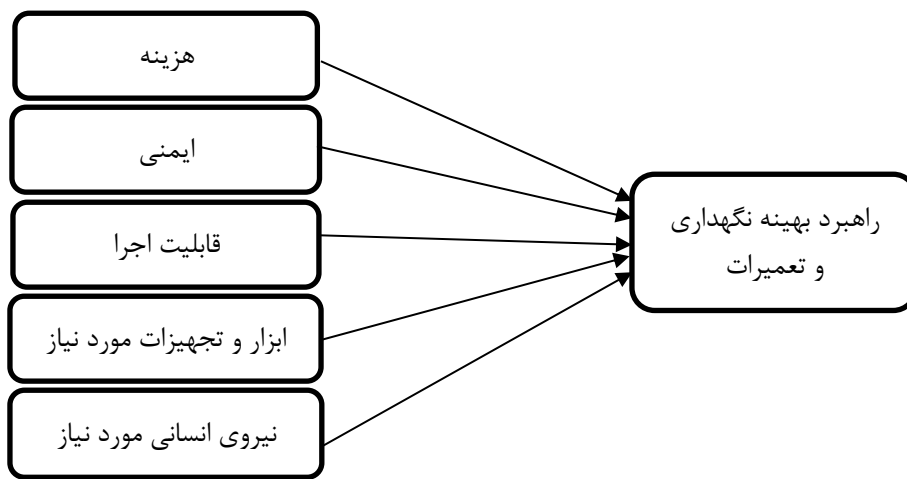 هزینه
ایمنی
قابلیت اجرا
ابزار و تجهیزات مورد نیاز
نیروی انسانی مورد نیاز
راهبرد بهینه نگهداری
و تعمیرات